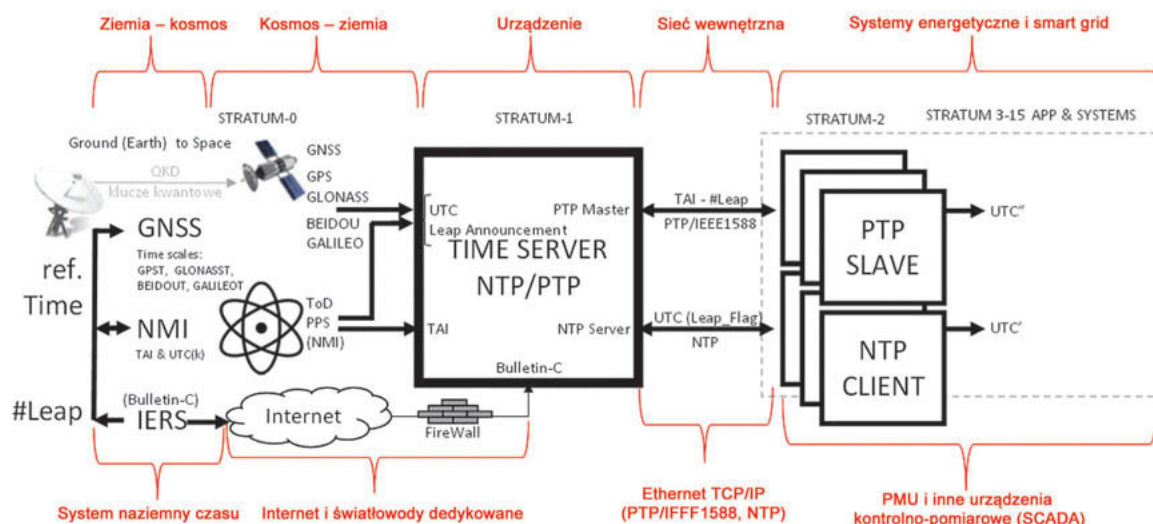 Ziemia – kosmos
Kosmos – ziemia
Urządzenie
Sieć wewnętrzna
Systemy energetyczne i smart grid
STRATUM-0
STRATUM-1
STRATUM-2
STRATUM 3-15 APP & SYSTEMS
Ground (Earth) to Space
QKD
klucze kwantowe
GNSS
GPS
GLONASS
BEIDOU
GALILEO
GNSS
Time scales:
GPST, GLONASST,
BEIDOUT, GALILEOT
ref.
Time
NMI
TAI & UTC(k)
#Leap
(Bulletin-C)
IERS
ToD
PPS
(NMI)
Internet
FireWall
UTC
Leap Announcement
PTP Master
TIME SERVER
NTP/PTP
TAI
NTP Server
Bulletin-C
TAI - #Leap
PTP/IEEE1588
UTC (Leap_Flag)
NTP
PTP
SLAVE
UTC"
NTP
CLIENT
UTC'
System naziemny czasu
Internet i światłowody dedykowane
Ethernet TCP/IP
(PTP/IFFF1588, NTP)
PMU i inne urządzenia
kontrolno-pomiarowe (SCADA)